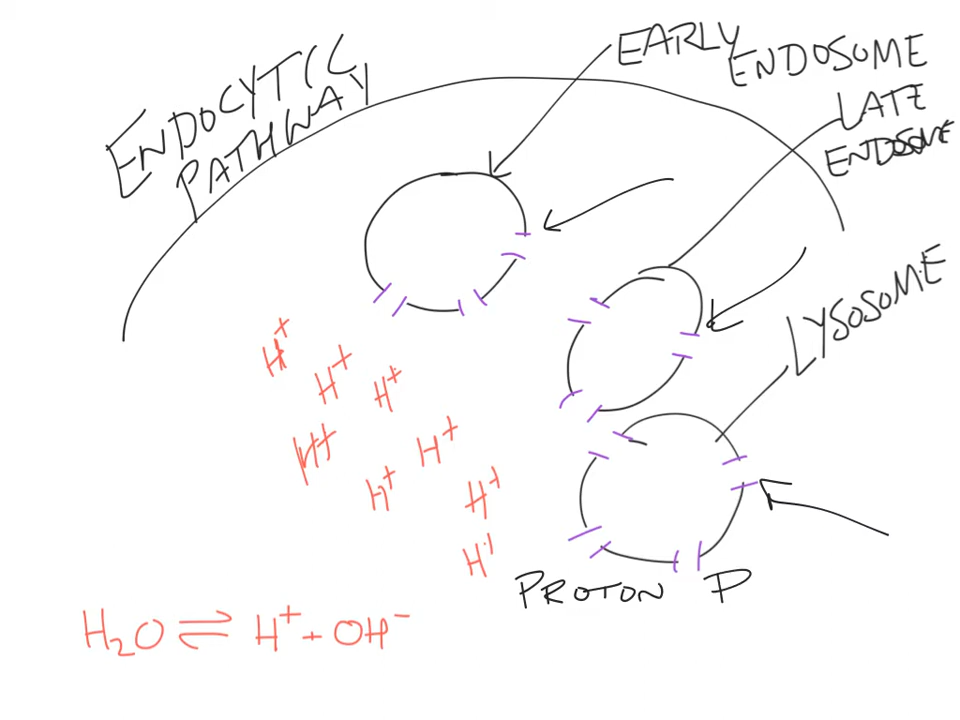 ENDOCYTIC
PATHWAY
EARLY
ENDOSOME
LATE
ENDOSOME
LYSOSOME
H+
H+
H+
H+
H+
H+
H+
H+
PROTON P
H₂O ⇌ H⁺ + OH⁻